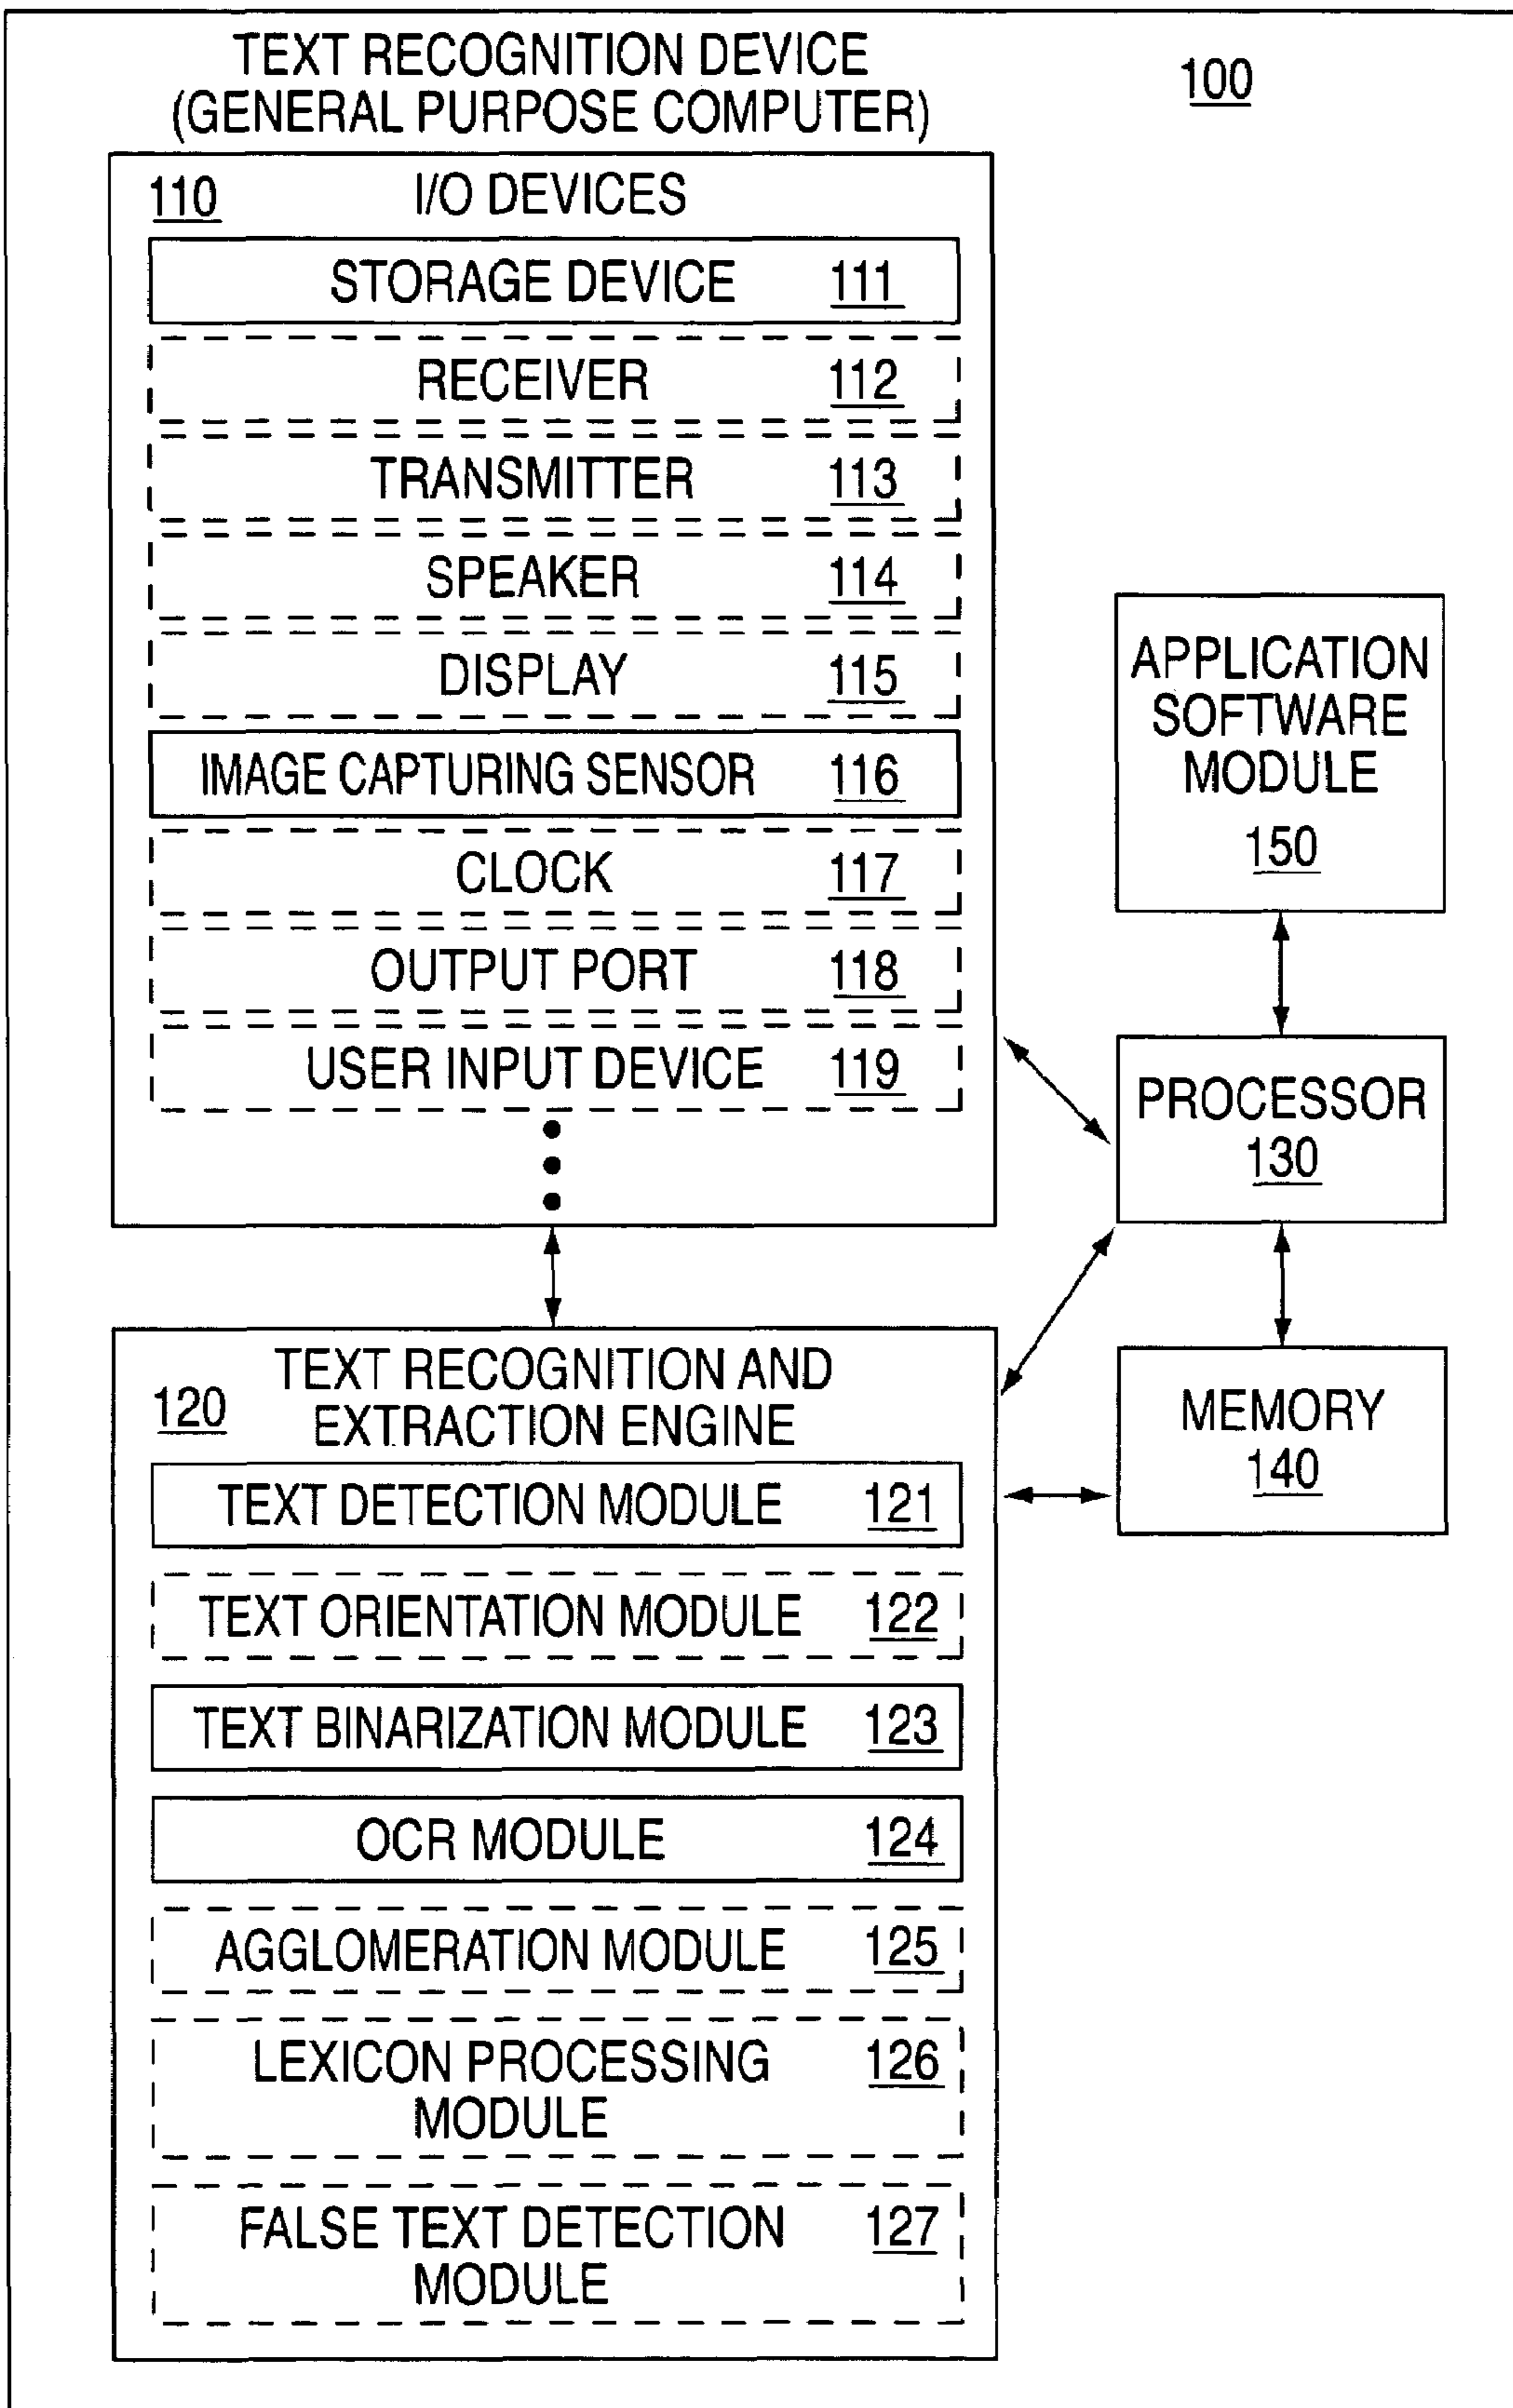 TEXT RECOGNITION DEVICE
(GENERAL PURPOSE COMPUTER)
100
110 I/O DEVICES
STORAGE DEVICE 111
RECEIVER 112
TRANSMITTER 113
SPEAKER 114
DISPLAY 115
IMAGE CAPTURING SENSOR 116
CLOCK 117
OUTPUT PORT 118
USER INPUT DEVICE 119
APPLICATION
SOFTWARE
MODULE
150
PROCESSOR
130
MEMORY
140
120 TEXT RECOGNITION AND
EXTRACTION ENGINE
TEXT DETECTION MODULE 121
TEXT ORIENTATION MODULE 122
TEXT BINARIZATION MODULE 123
OCR MODULE 124
AGGLOMERATION MODULE 125
LEXICON PROCESSING 126
MODULE
FALSE TEXT DETECTION 127
MODULE